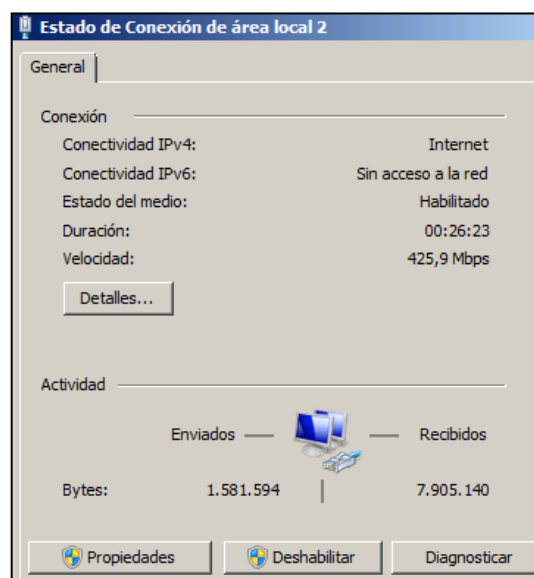 Estado de Conexión de área local 2
General
Conexión
Conectividad IPv4: Internet
Conectividad IPv6: Sin acceso a la red
Estado del medio: Habilitado
Duración: 00:26:23
Velocidad: 425,9 Mbps
Detalles...
Actividad
Enviados — — Recibidos
Bytes: 1.581.594 | 7.905.140
Propiedades Deshabilitar Diagnosticar